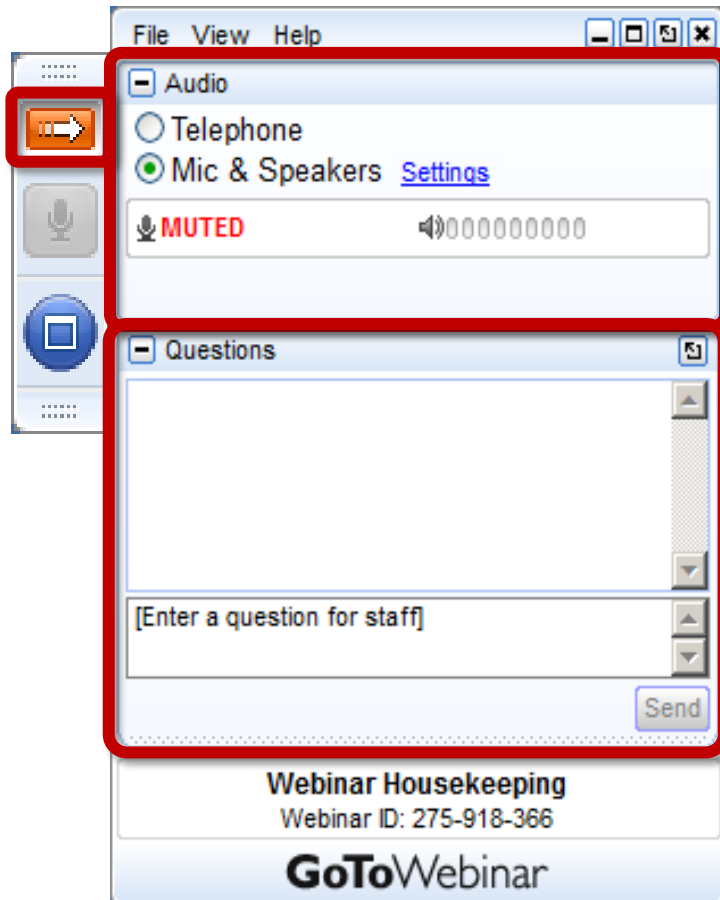 File View Help
Audio
Telephone
Mic & Speakers Settings
MUTED
Questions
[Enter a question for staff]
Send
Webinar Housekeeping
Webinar ID: 275-918-366
GoToWebinar